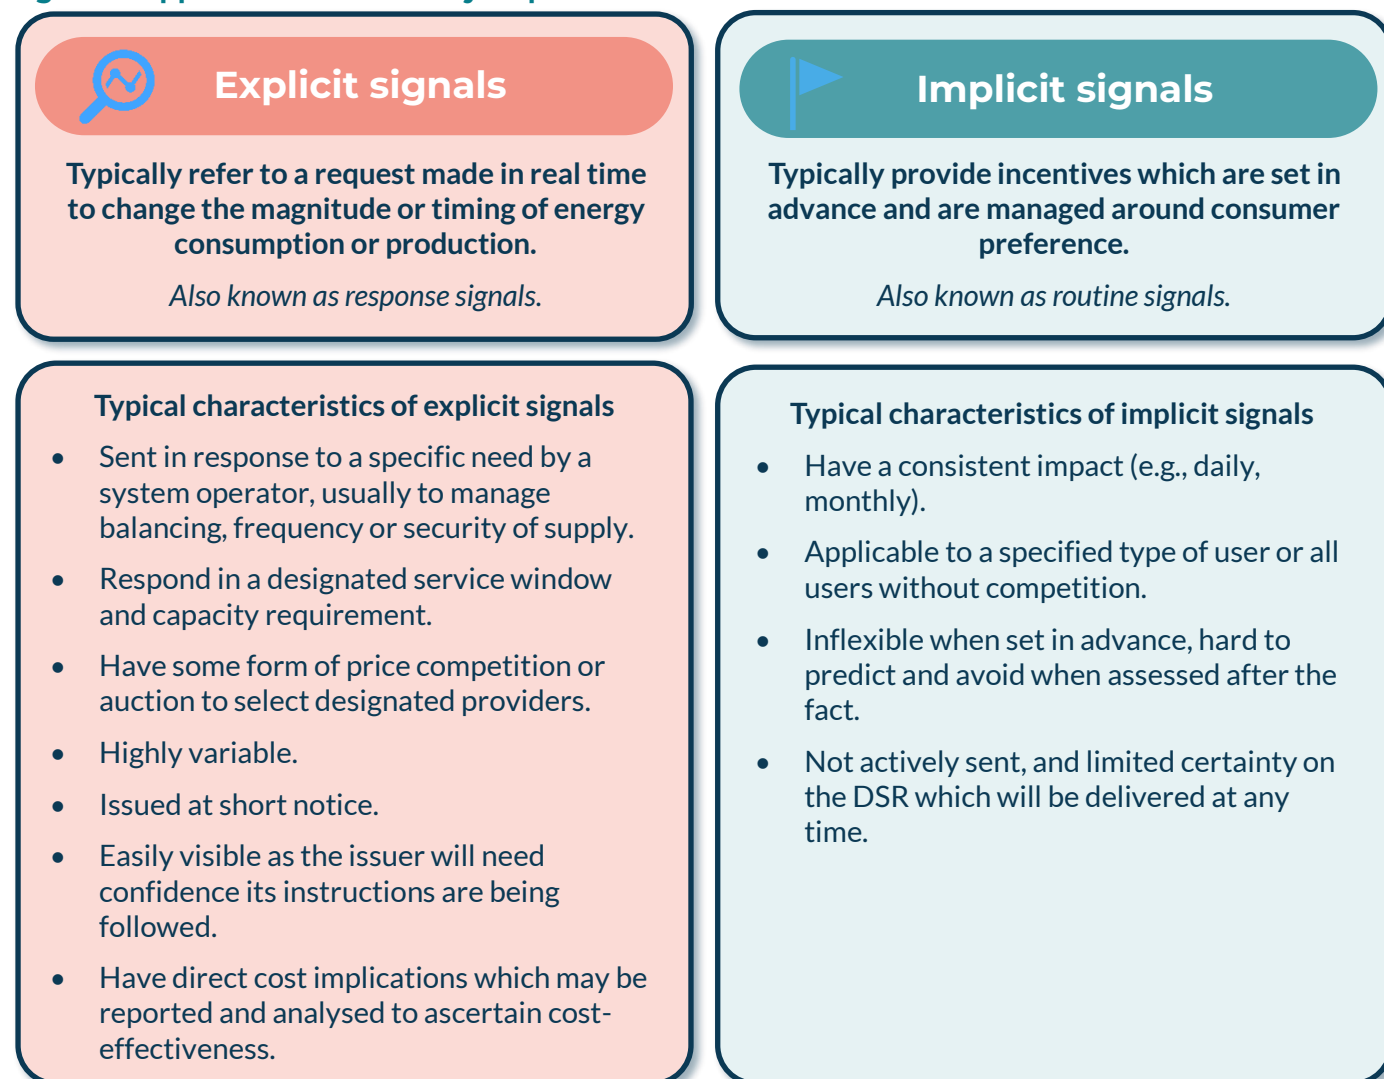 Explicit signals
Typically refer to a request made in real time
to change the magnitude or timing of energy
consumption or production.
Also known as response signals.
Typical characteristics of explicit signals
• Sent in response to a specific need by a
system operator, usually to manage
balancing, frequency or security of supply.
• Respond in a designated service window
and capacity requirement.
• Have some form of price competition or
auction to select designated providers.
• Highly variable.
• Issued at short notice.
• Easily visible as the issuer will need
confidence its instructions are being
followed.
• Have direct cost implications which may be
reported and analysed to ascertain cost-
effectiveness.
Implicit signals
Typically provide incentives which are set in
advance and are managed around consumer
preference.
Also known as routine signals.
Typical characteristics of implicit signals
• Have a consistent impact (e.g., daily,
monthly).
• Applicable to a specified type of user or all
users without competition.
• Inflexible when set in advance, hard to
predict and avoid when assessed after the
fact.
• Not actively sent, and limited certainty on
the DSR which will be delivered at any
time.